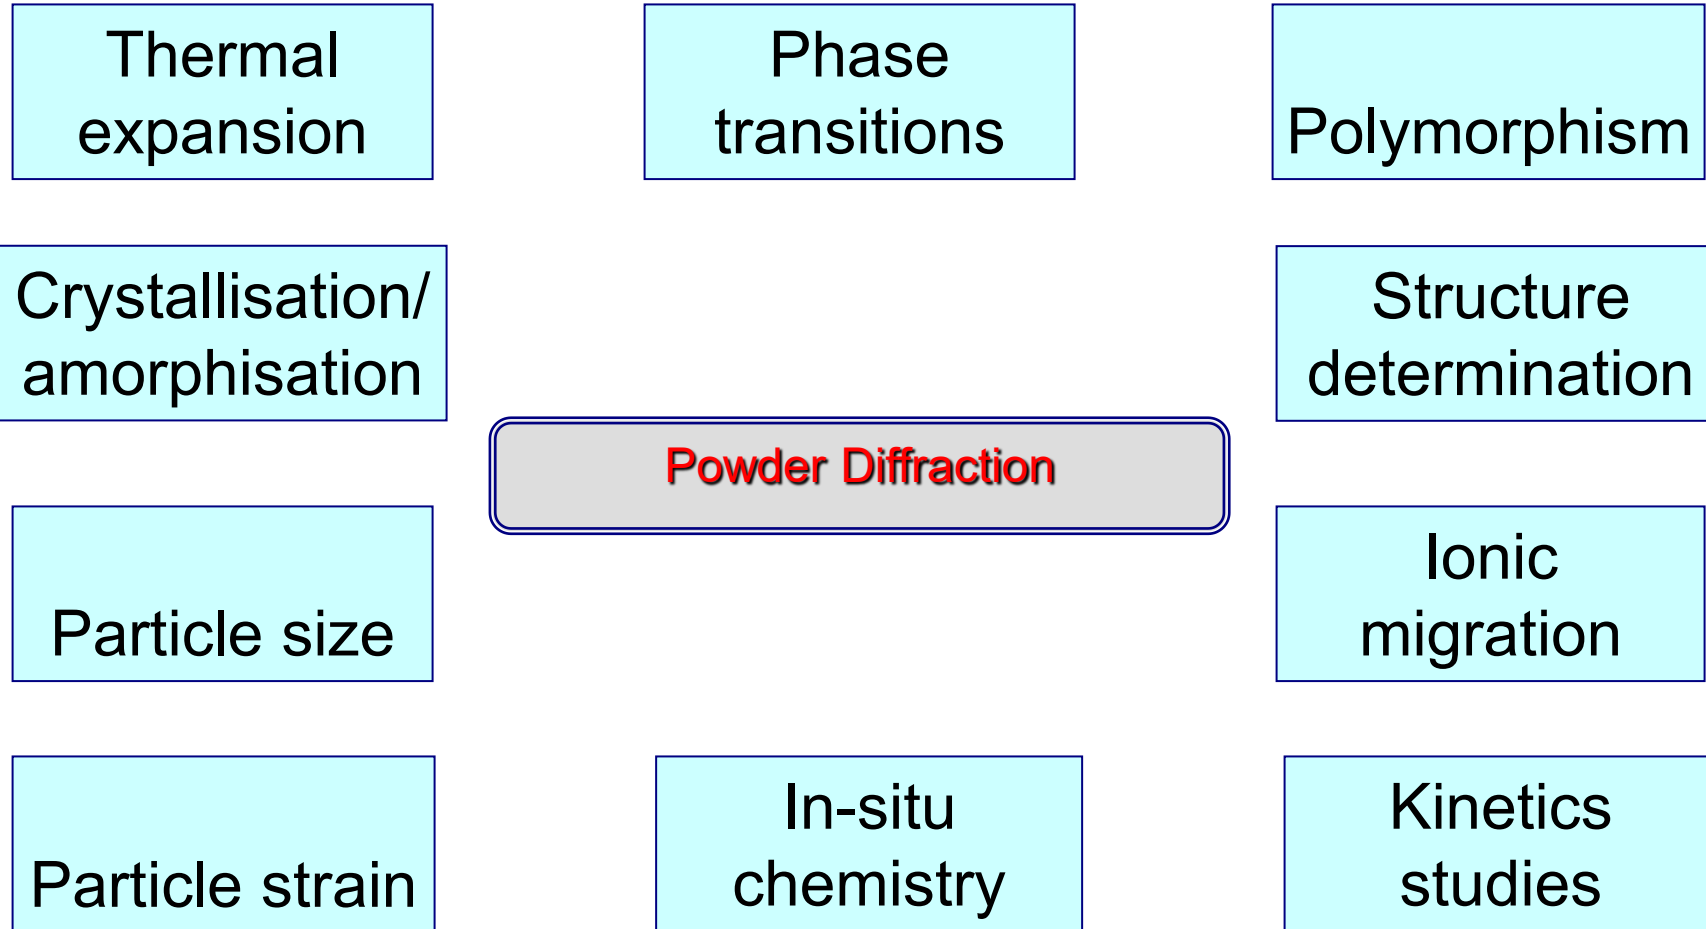 Thermal
expansion
Phase
transitions
Polymorphism
Crystallisation/
amorphisation
Structure
determination
Powder Diffraction
Particle size
Ionic
migration
Particle strain
In-situ
chemistry
Kinetics
studies